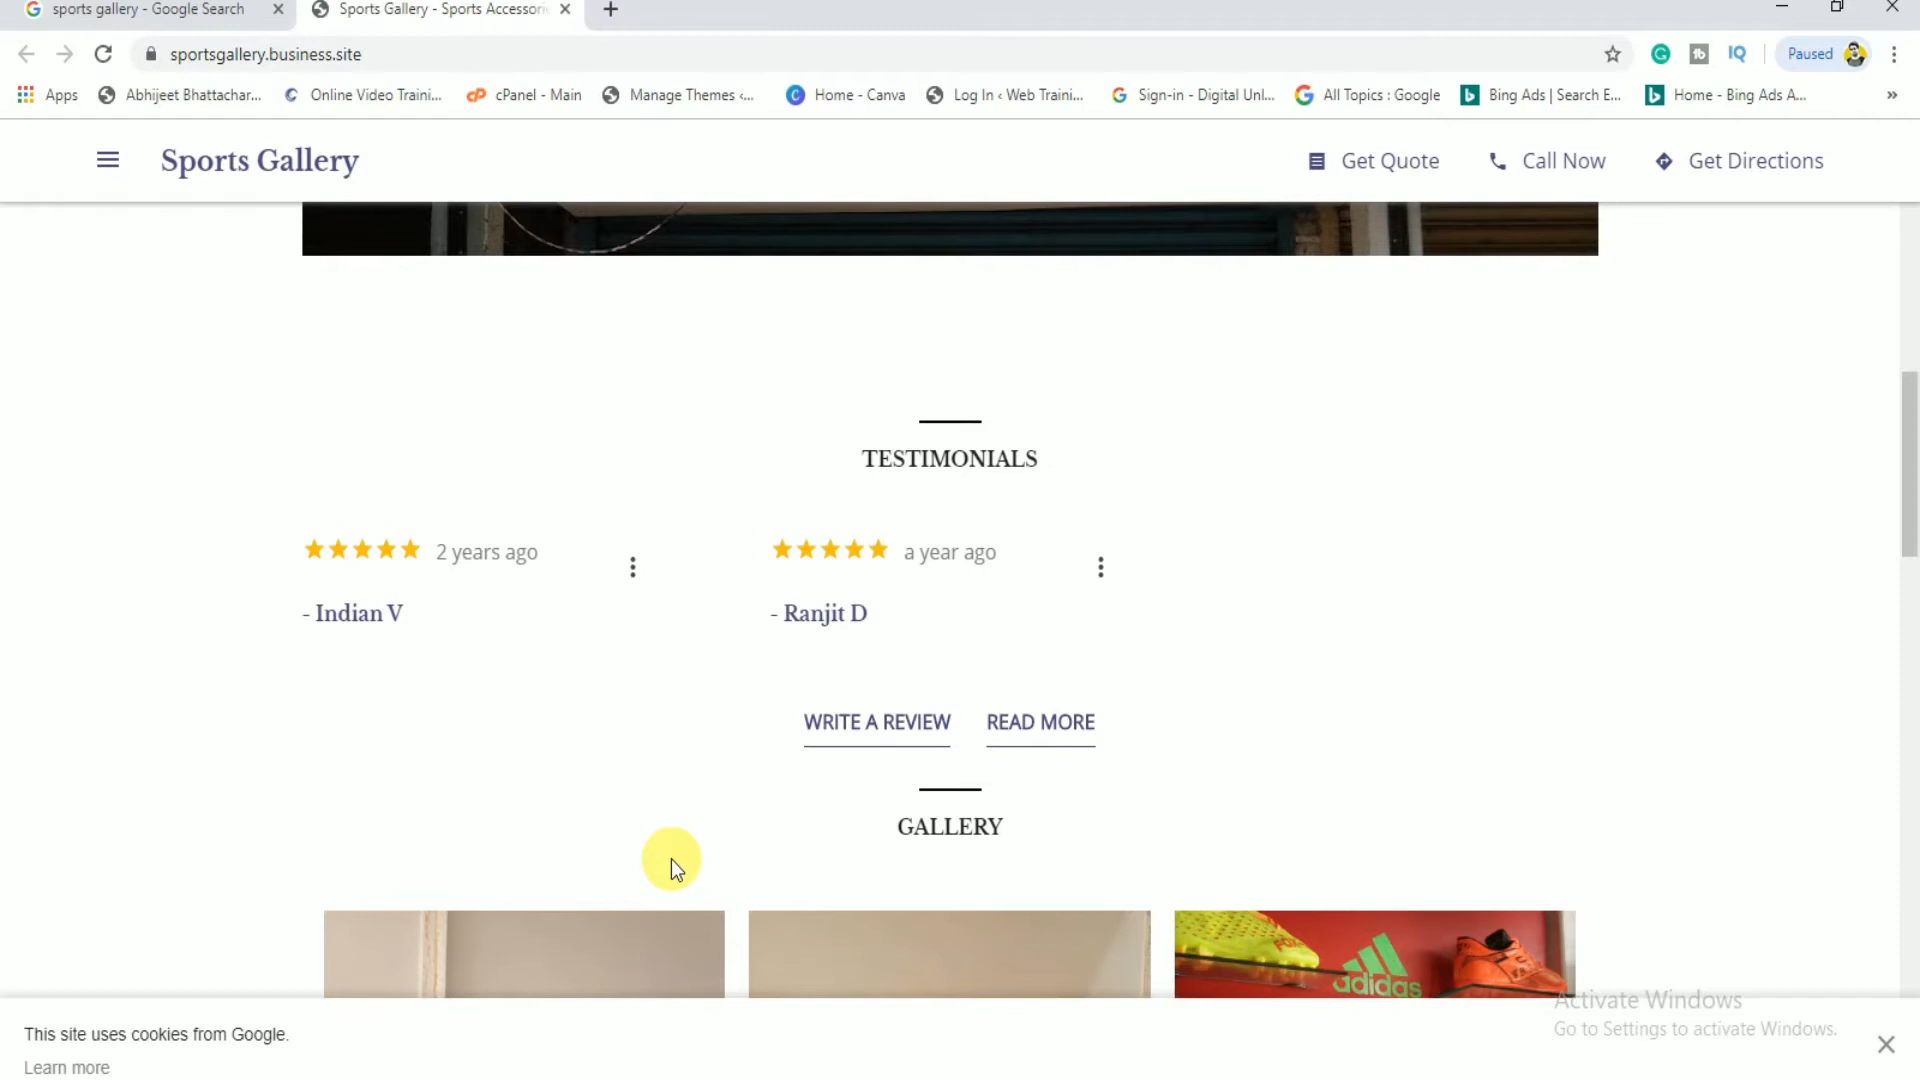 sports gallery - Google Search
Sports Gallery - Sports Accessori
sportsgallery.business.site
Paused
Apps
Abhijeet Bhattachar...
Online Video Traini...
cPanel - Main
Manage Themes <...
Home - Canva
Log In < Web Traini...
Sign-in - Digital Unl...
All Topics : Google
Bing Ads | Search E...
Home - Bing Ads A...
Sports Gallery
Get Quote
Call Now
Get Directions
TESTIMONIALS
2 years ago
a year ago
- Indian V
- Ranjit D
WRITE A REVIEW
READ MORE
GALLERY
adidas
Activate Windows
Go to Settings to activate Windows.
This site uses cookies from Google.
Learn more